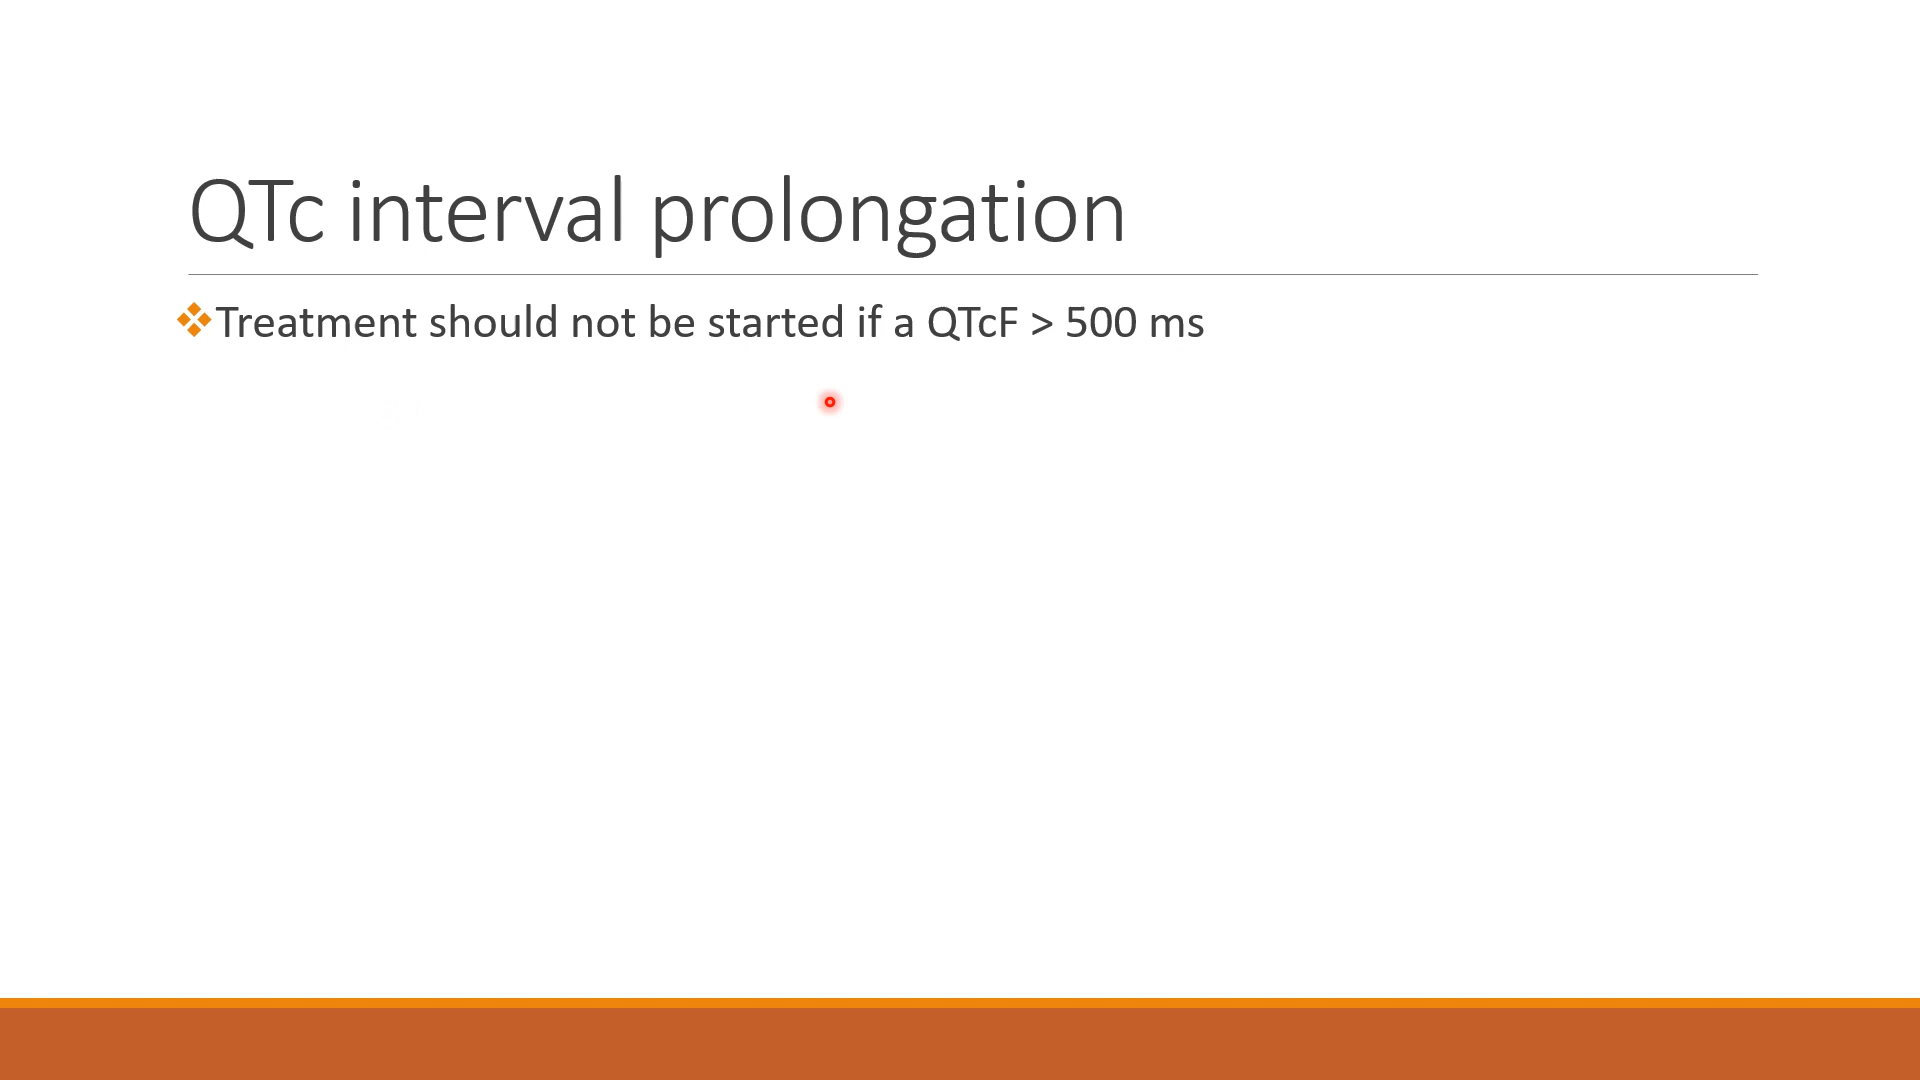 QTc interval prolongation
Treatment should not be started if a QTcF > 500 ms